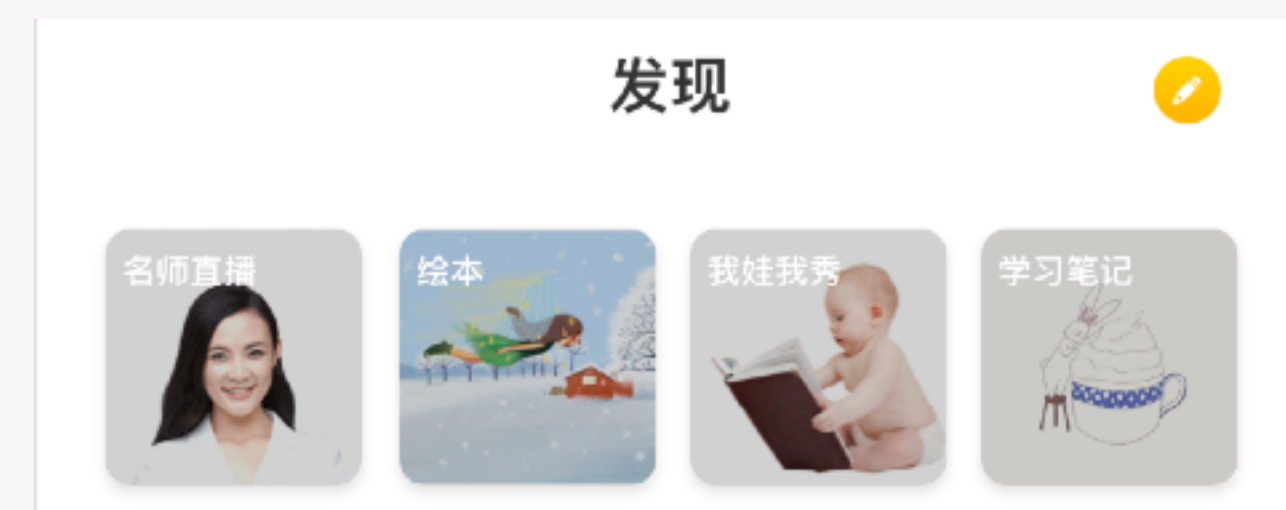 发现
名师直播
绘本
我娃我秀
学习笔记